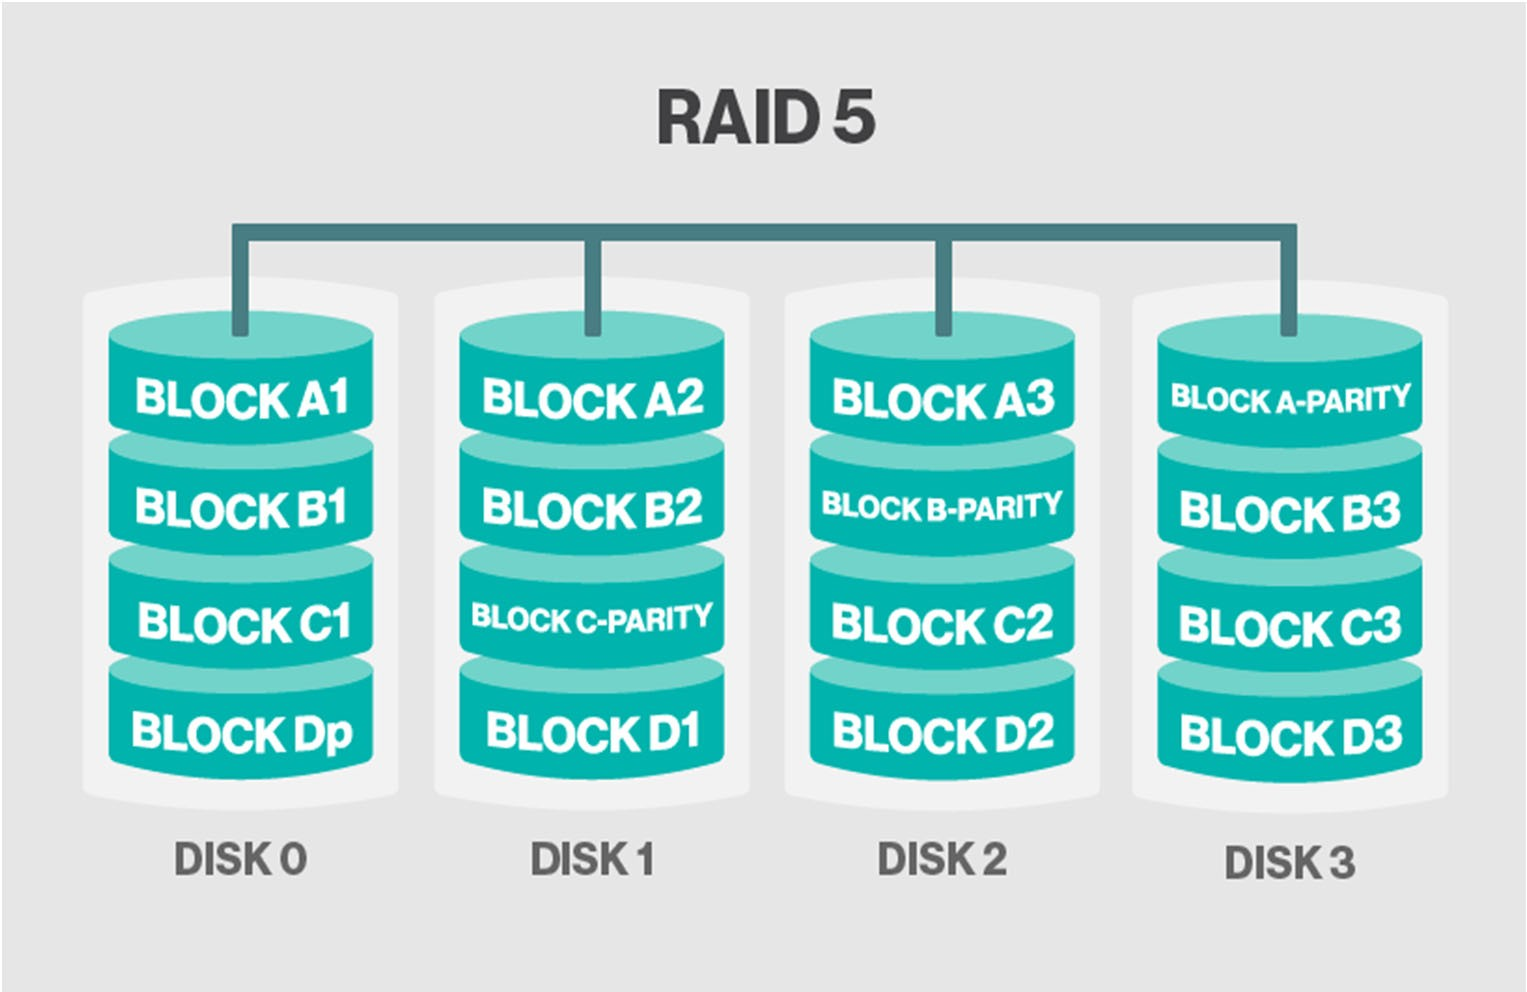 RAID 5
BLOCK A1
BLOCK A2
BLOCK A3
BLOCK A-PARITY
BLOCK B1
BLOCK B2
BLOCK B-PARITY
BLOCK B3
BLOCK C1
BLOCK C-PARITY
BLOCK C2
BLOCK C3
BLOCK Dp
BLOCK D1
BLOCK D2
BLOCK D3
DISK 0
DISK 1
DISK 2
DISK 3